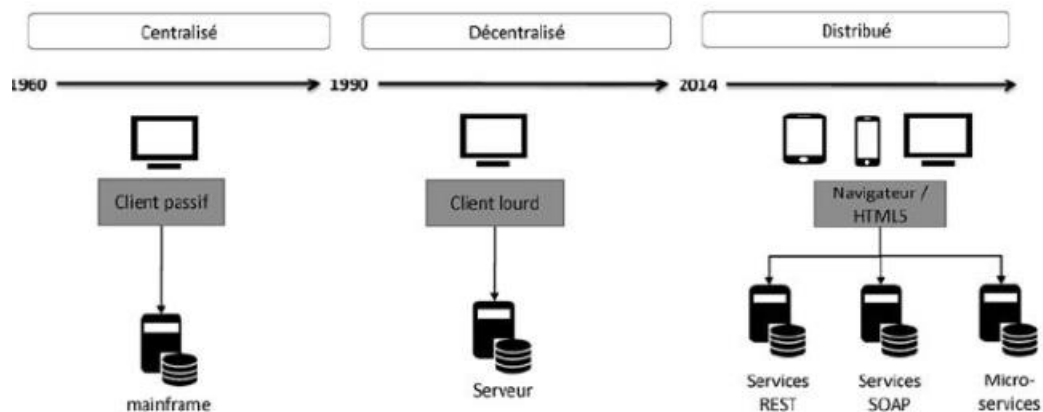 Centralisé
Décentralisé
Distribué
1960
1990
2014
Client passif
Client lourd
Navigateur /
HTML5
mainframe
Serveur
Services
REST
Services
SOAP
Micro-
services